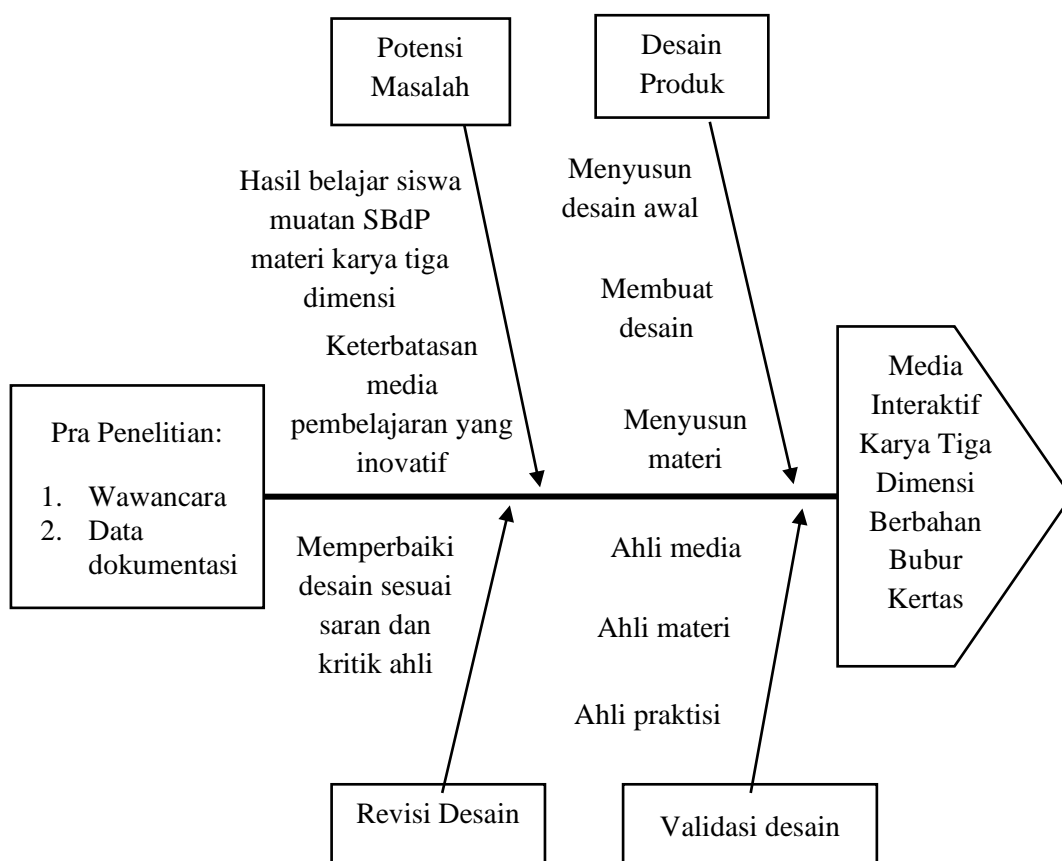 Potensi
Masalah
Desain
Produk
Hasil belajar siswa
muatan SBdP
materi karya tiga
dimensi
Keterbatasan
media
pembelajaran yang
inovatif
Menyusun
desain awal
Membuat
desain
Menyusun
materi
Pra Penelitian:
1. Wawancara
2. Data
dokumentasi
Media
Interaktif
Karya Tiga
Dimensi
Berbahan
Bubur
Kertas
Memperbaiki
desain sesuai
saran dan
kritik ahli
Ahli media
Ahli materi
Ahli praktisi
Revisi Desain
Validasi desain